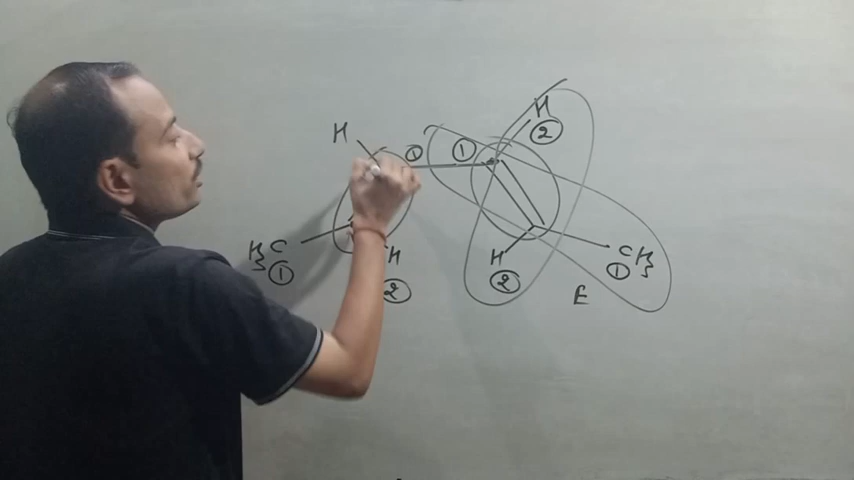 H
①
①
H
②
H₃C
①
H
②
H
②
CH₃
①
E